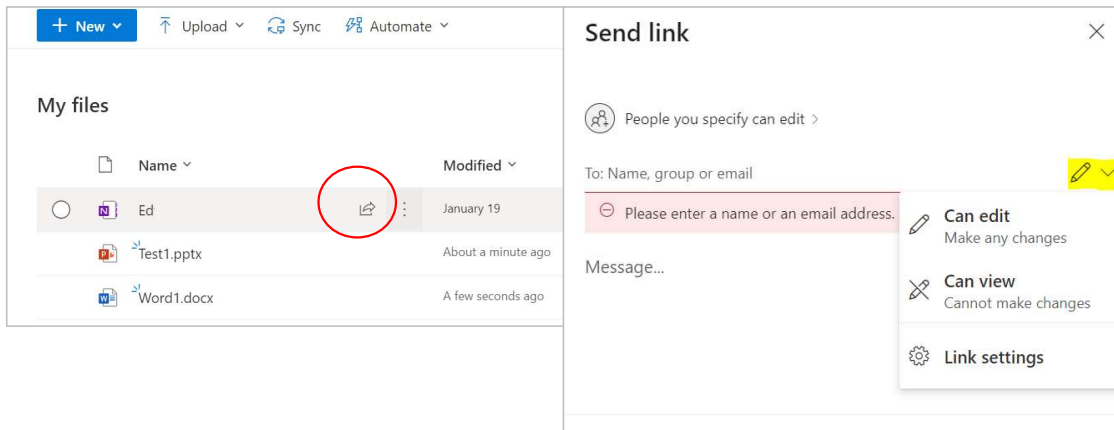 New Upload Sync Automate
My files
Name Modified
Ed January 19
Test1.pptx About a minute ago
Word1.docx A few seconds ago
Send link
People you specify can edit
To: Name, group or email
Please enter a name or an email address.
Message...
Can edit
Make any changes
Can view
Cannot make changes
Link settings